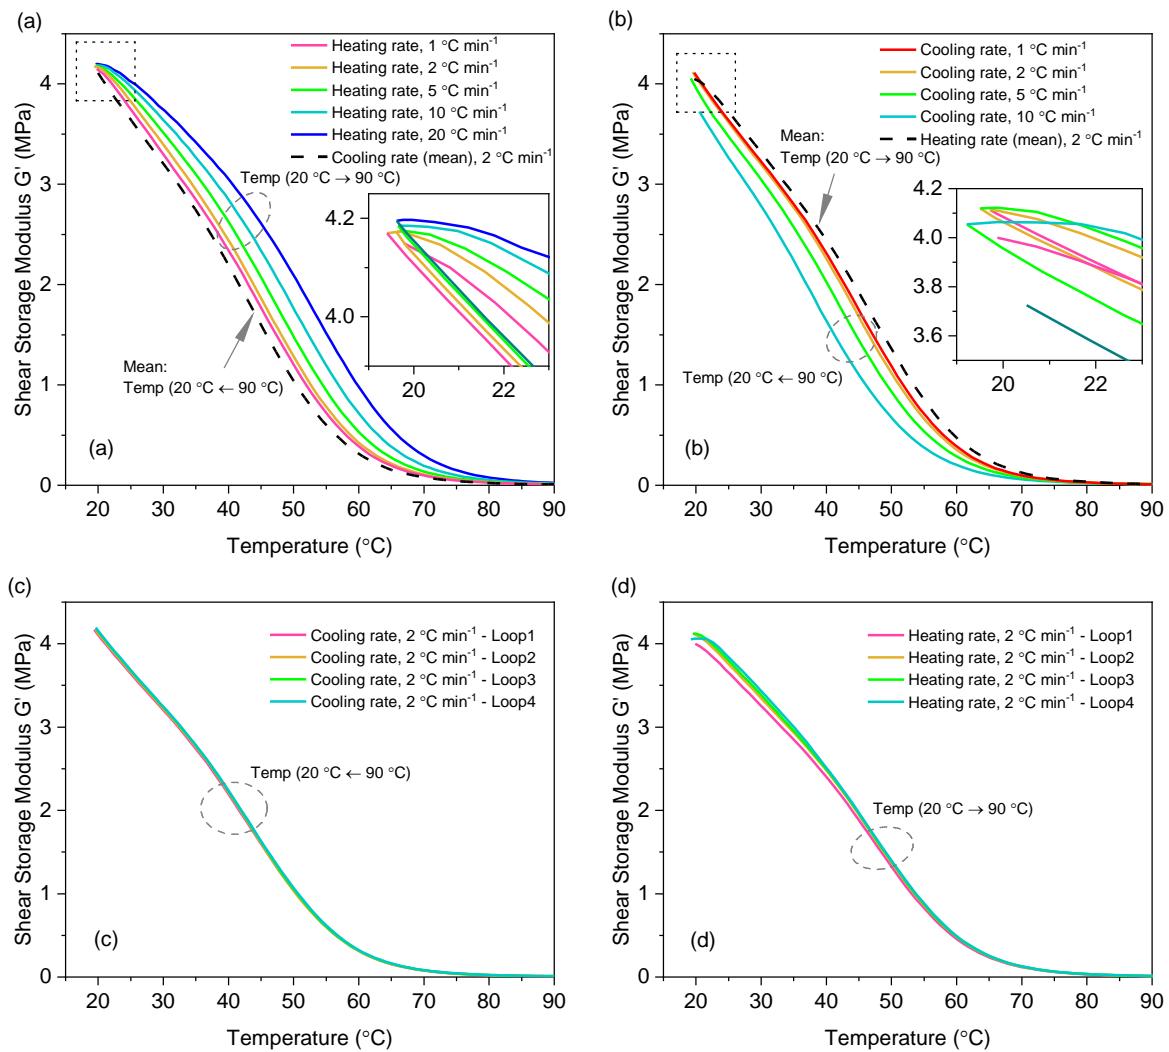 (a)
Shear Storage Modulus G' (MPa)
4
3
2
1
0
Heating rate, 1 °C min⁻¹
Heating rate, 2 °C min⁻¹
Heating rate, 5 °C min⁻¹
Heating rate, 10 °C min⁻¹
Heating rate, 20 °C min⁻¹
Cooling rate (mean), 2 °C min⁻¹
Temp (20 °C → 90 °C)
4.2
4.0
20 22
Mean:
Temp (20 °C ← 90 °C)
(a)
20 30 40 50 60 70 80 90
Temperature (°C)
(b)
Shear Storage Modulus G' (MPa)
4
3
2
1
0
Cooling rate, 1 °C min⁻¹
Cooling rate, 2 °C min⁻¹
Cooling rate, 5 °C min⁻¹
Cooling rate, 10 °C min⁻¹
Heating rate (mean), 2 °C min⁻¹
Mean:
Temp (20 °C → 90 °C)
4.2
4.0
3.8
3.6
20 22
Temp (20 °C ← 90 °C)
(b)
20 30 40 50 60 70 80 90
Temperature (°C)
(c)
Shear Storage Modulus G' (MPa)
4
3
2
1
0
Cooling rate, 2 °C min⁻¹ - Loop1
Cooling rate, 2 °C min⁻¹ - Loop2
Cooling rate, 2 °C min⁻¹ - Loop3
Cooling rate, 2 °C min⁻¹ - Loop4
Temp (20 °C ← 90 °C)
(c)
20 30 40 50 60 70 80 90
Temperature (°C)
(d)
Shear Storage Modulus G' (MPa)
4
3
2
1
0
Heating rate, 2 °C min⁻¹ - Loop1
Heating rate, 2 °C min⁻¹ - Loop2
Heating rate, 2 °C min⁻¹ - Loop3
Heating rate, 2 °C min⁻¹ - Loop4
Temp (20 °C → 90 °C)
(d)
20 30 40 50 60 70 80 90
Temperature (°C)